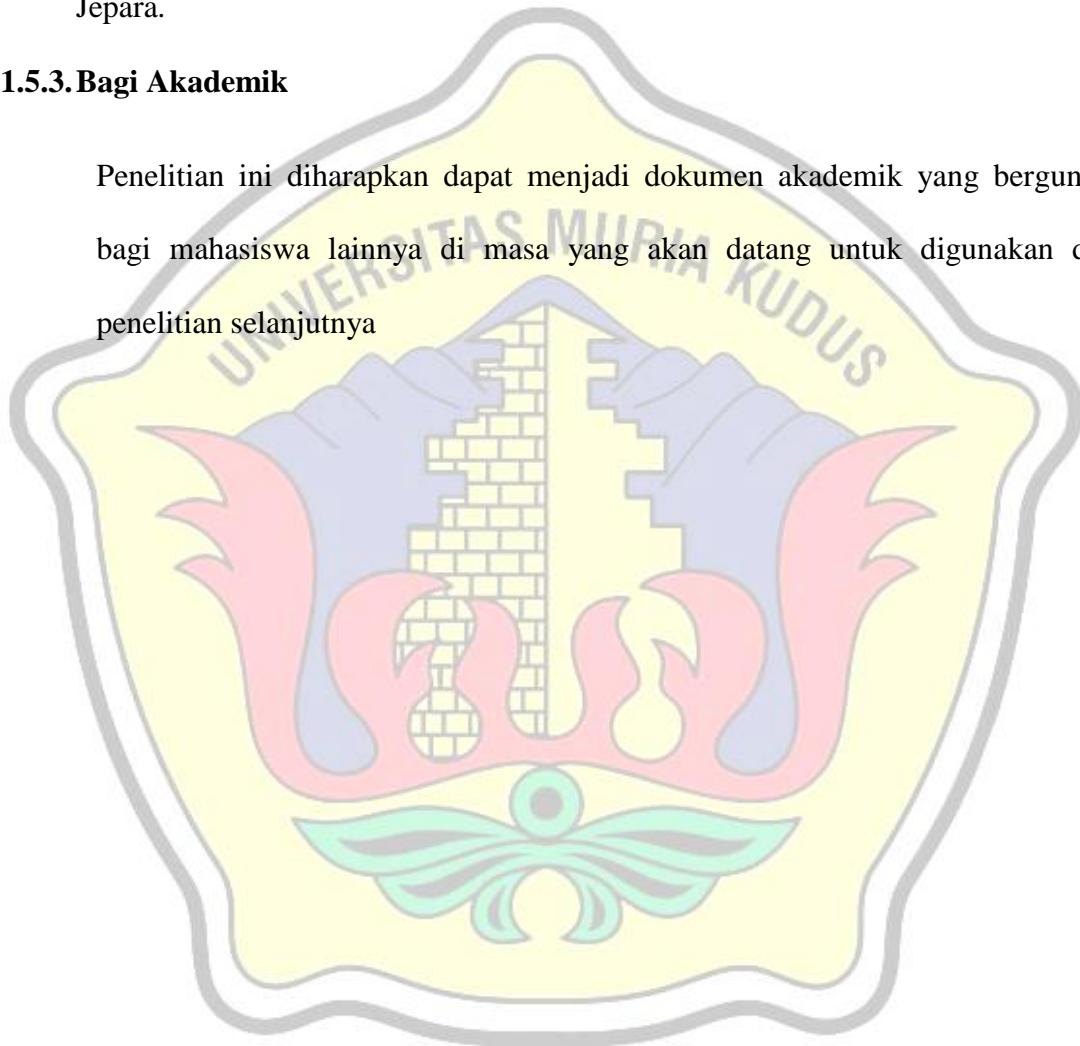 Jepara.
1.5.3. Bagi Akademik
Penelitian ini diharapkan dapat menjadi dokumen akademik yang bergun
bagi mahasiswa lainnya di masa yang akan datang untuk digunakan d
penelitian selanjutnya
UNIVERSITAS MURIA KUDUS